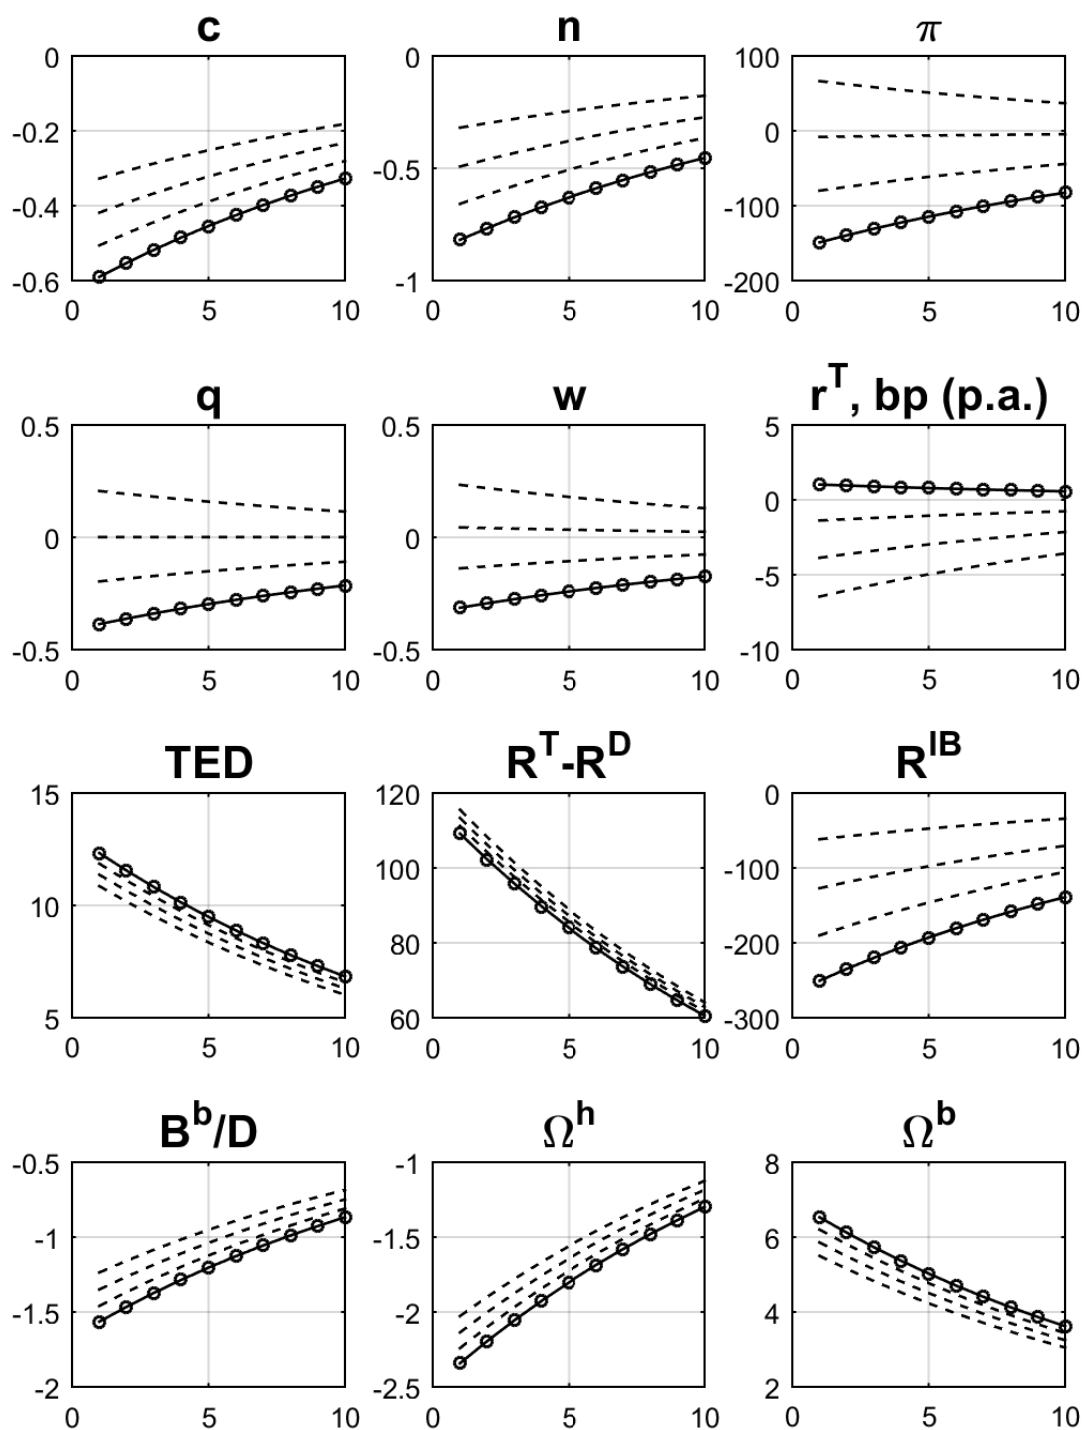 c n π
0 0 100
-0.2 0
-0.4 -0.5 -100
-0.6 -1 -200
0 5 10 0 5 10 0 5 10
q w r^T, bp (p.a.)
0.5 0.5 5
0 0 0
-5
-0.5 -0.5 -10
0 5 10 0 5 10 0 5 10
TED R^T-R^D R^IB
15 120 0
100 -100
10
80 -200
5 60 -300
0 5 10 0 5 10 0 5 10
B^b/D Ω^h Ω^b
-0.5 -1 8
-1 -1.5 6
-1.5 -2 4
-2 -2.5 2
0 5 10 0 5 10 0 5 10